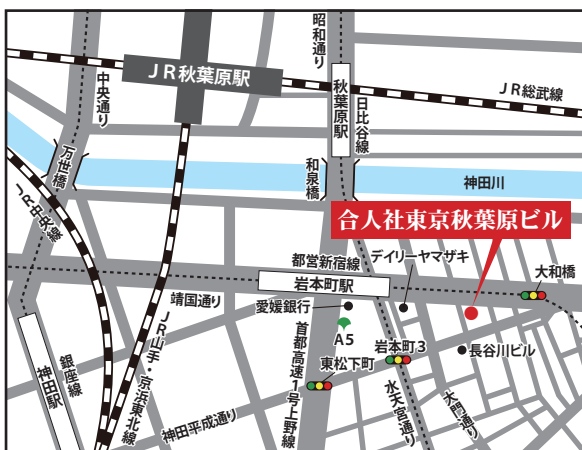 昭和通り
中央通り
JR秋葉原駅
秋葉原駅
日比谷線
JR総武線
万世橋
和泉橋
神田川
JR中央線
合人社東京秋葉原ビル
都営新宿線
デイリーヤマザキ
大和橋
岩本町駅
靖国通り
愛媛銀行
A5
岩本町3
長谷川ビル
東松下町
神田駅
銀座線
JR山手・京浜東北線
神田平成通り
首都高速1号上野線
水天宮通り
大門通り